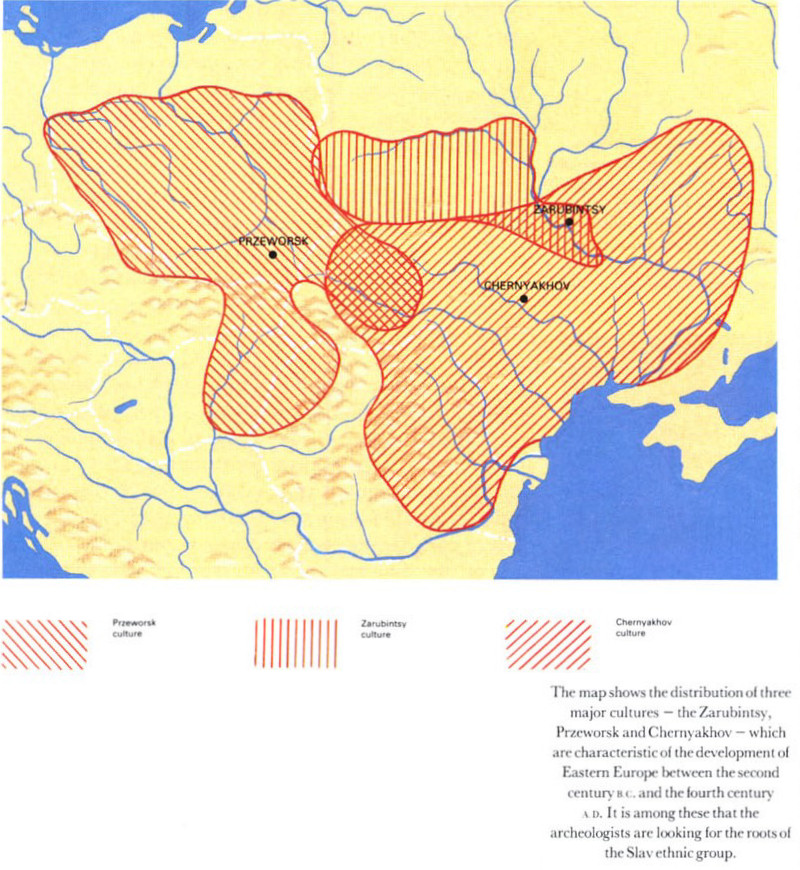 ZARUBINTSY
PRZEWORSK
CHERNYAKHOV
Przeworsk
culture
Zarubintsy
culture
Chernyakhov
culture
The map shows the distribution of three
major cultures — the Zarubintsy,
Przeworsk and Chernyakhov — which
are characteristic of the development of
Eastern Europe between the second
century B.C. and the fourth century
A.D. It is among these that the
archeologists are looking for the roots of
the Slav ethnic group.